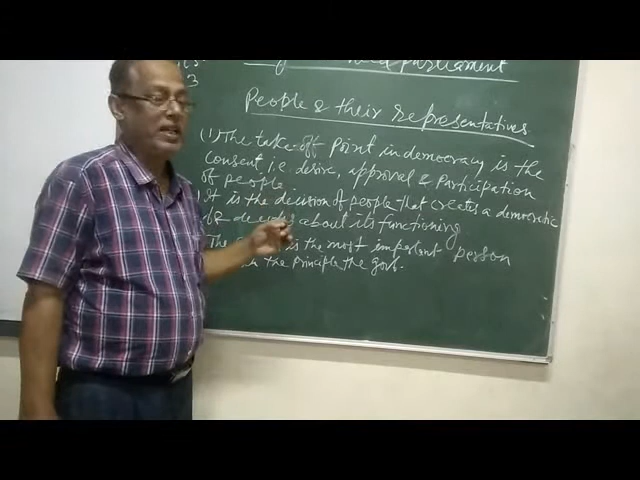 parliament
3
People & their representatives.
(1) The take-off point in democracy is the
consent i.e. desire, approval & participation
of people
It is the decision of people that creates a democratic
about its functioning
The is the most important person
the principle the govt.